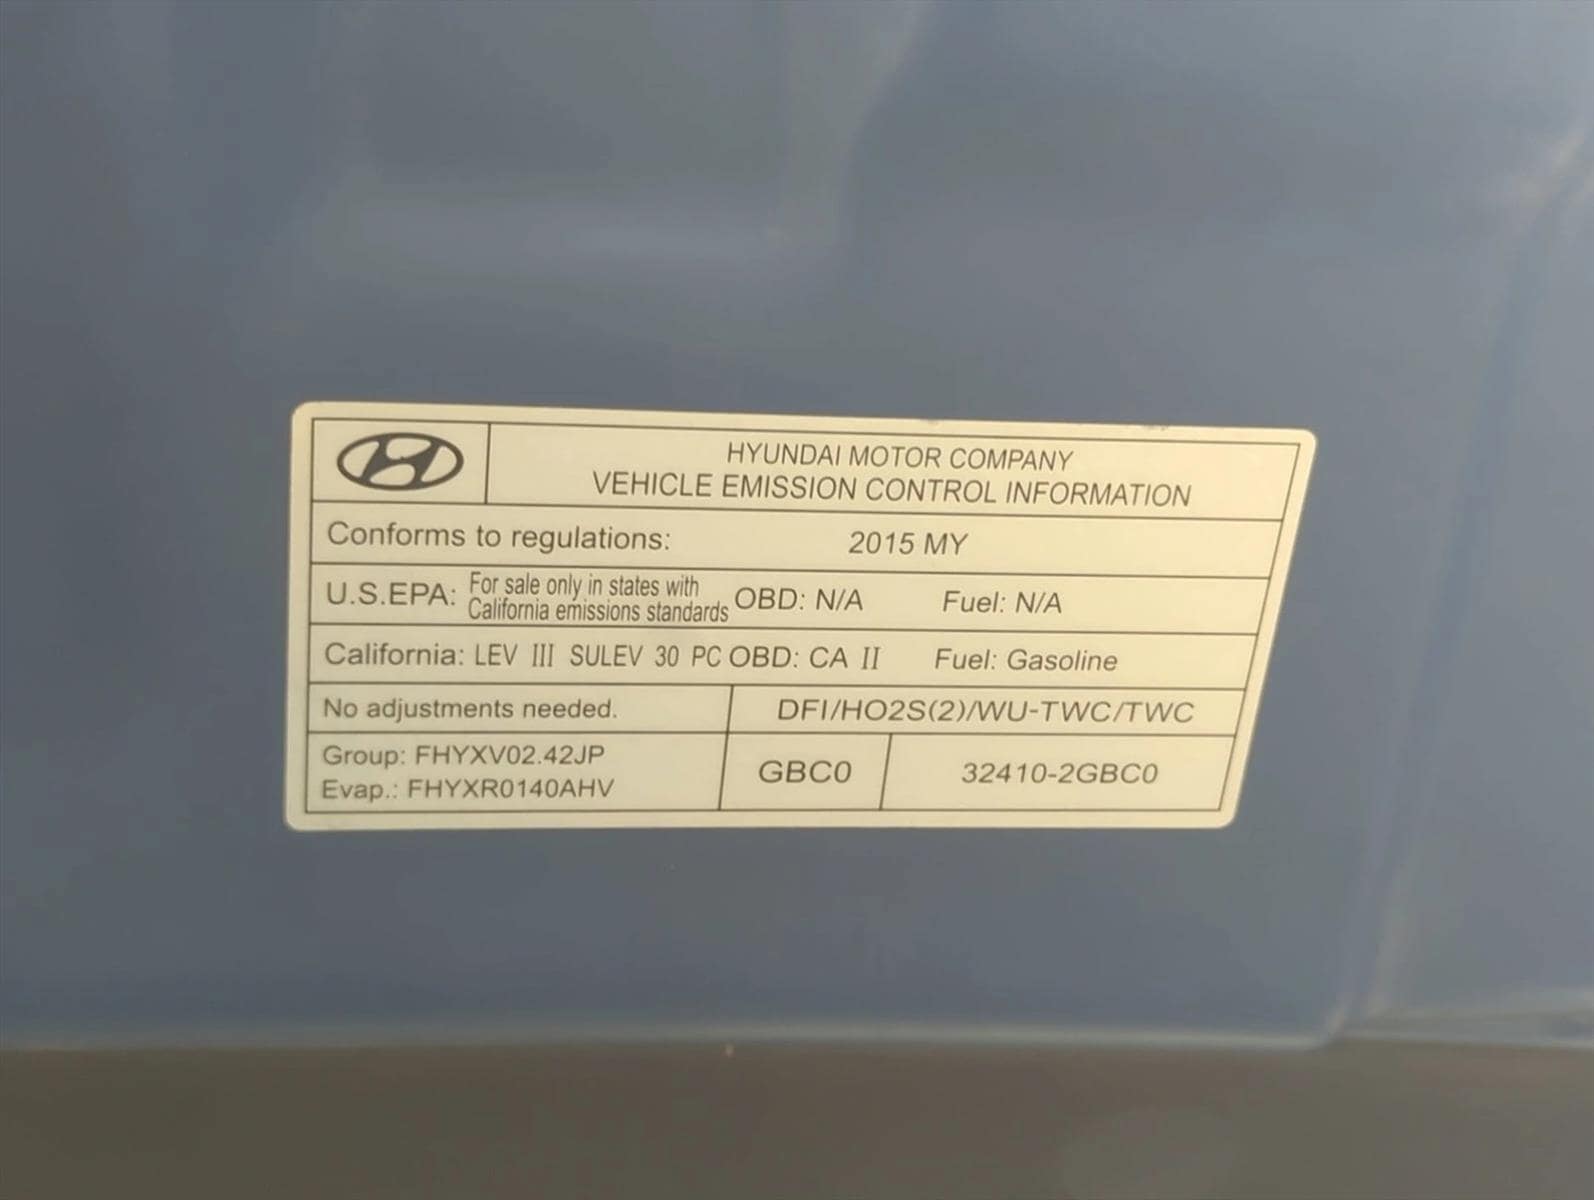 HYUNDAI MOTOR COMPANY
VEHICLE EMISSION CONTROL INFORMATION
Conforms to regulations: 2015 MY
U.S.EPA: For sale only in states with California emissions standards OBD: N/A Fuel: N/A
California: LEV III SULEV 30 PC OBD: CA II Fuel: Gasoline
No adjustments needed. DFI/HO2S(2)/WU-TWC/TWC
Group: FHYXV02.42JP
Evap.: FHYXR0140AHV
GBC0 32410-2GBC0